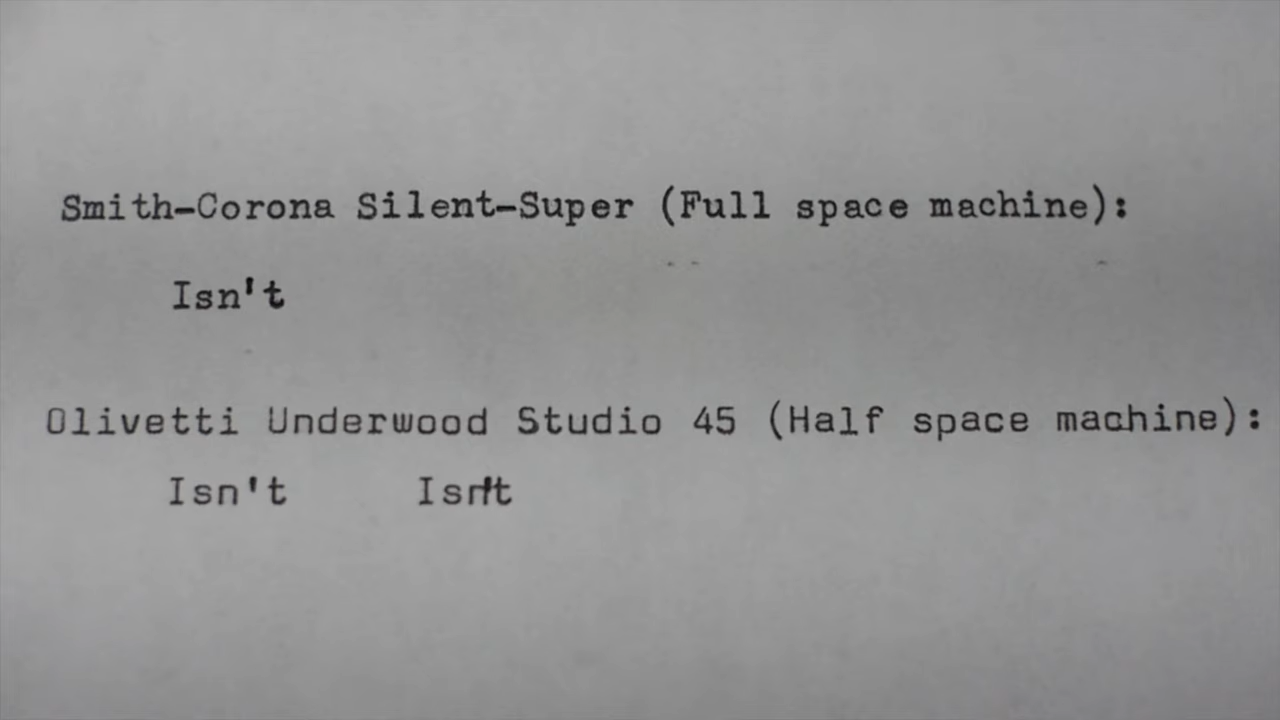 Smith-Corona Silent-Super (Full space machine):
Isn't
Olivetti Underwood Studio 45 (Half space machine):
Isn't Isn't